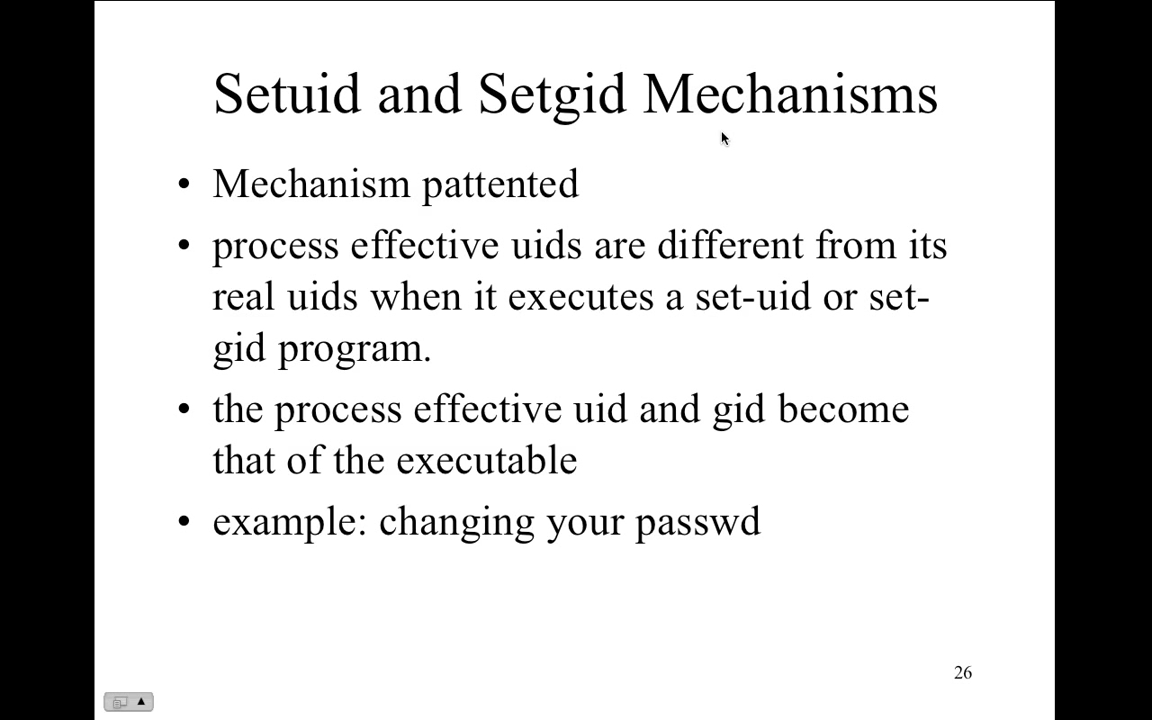 Setuid and Setgid Mechanisms
• Mechanism pattented
• process effective uids are different from its
real uids when it executes a set-uid or set-
gid program.
• the process effective uid and gid become
that of the executable
• example: changing your passwd
26